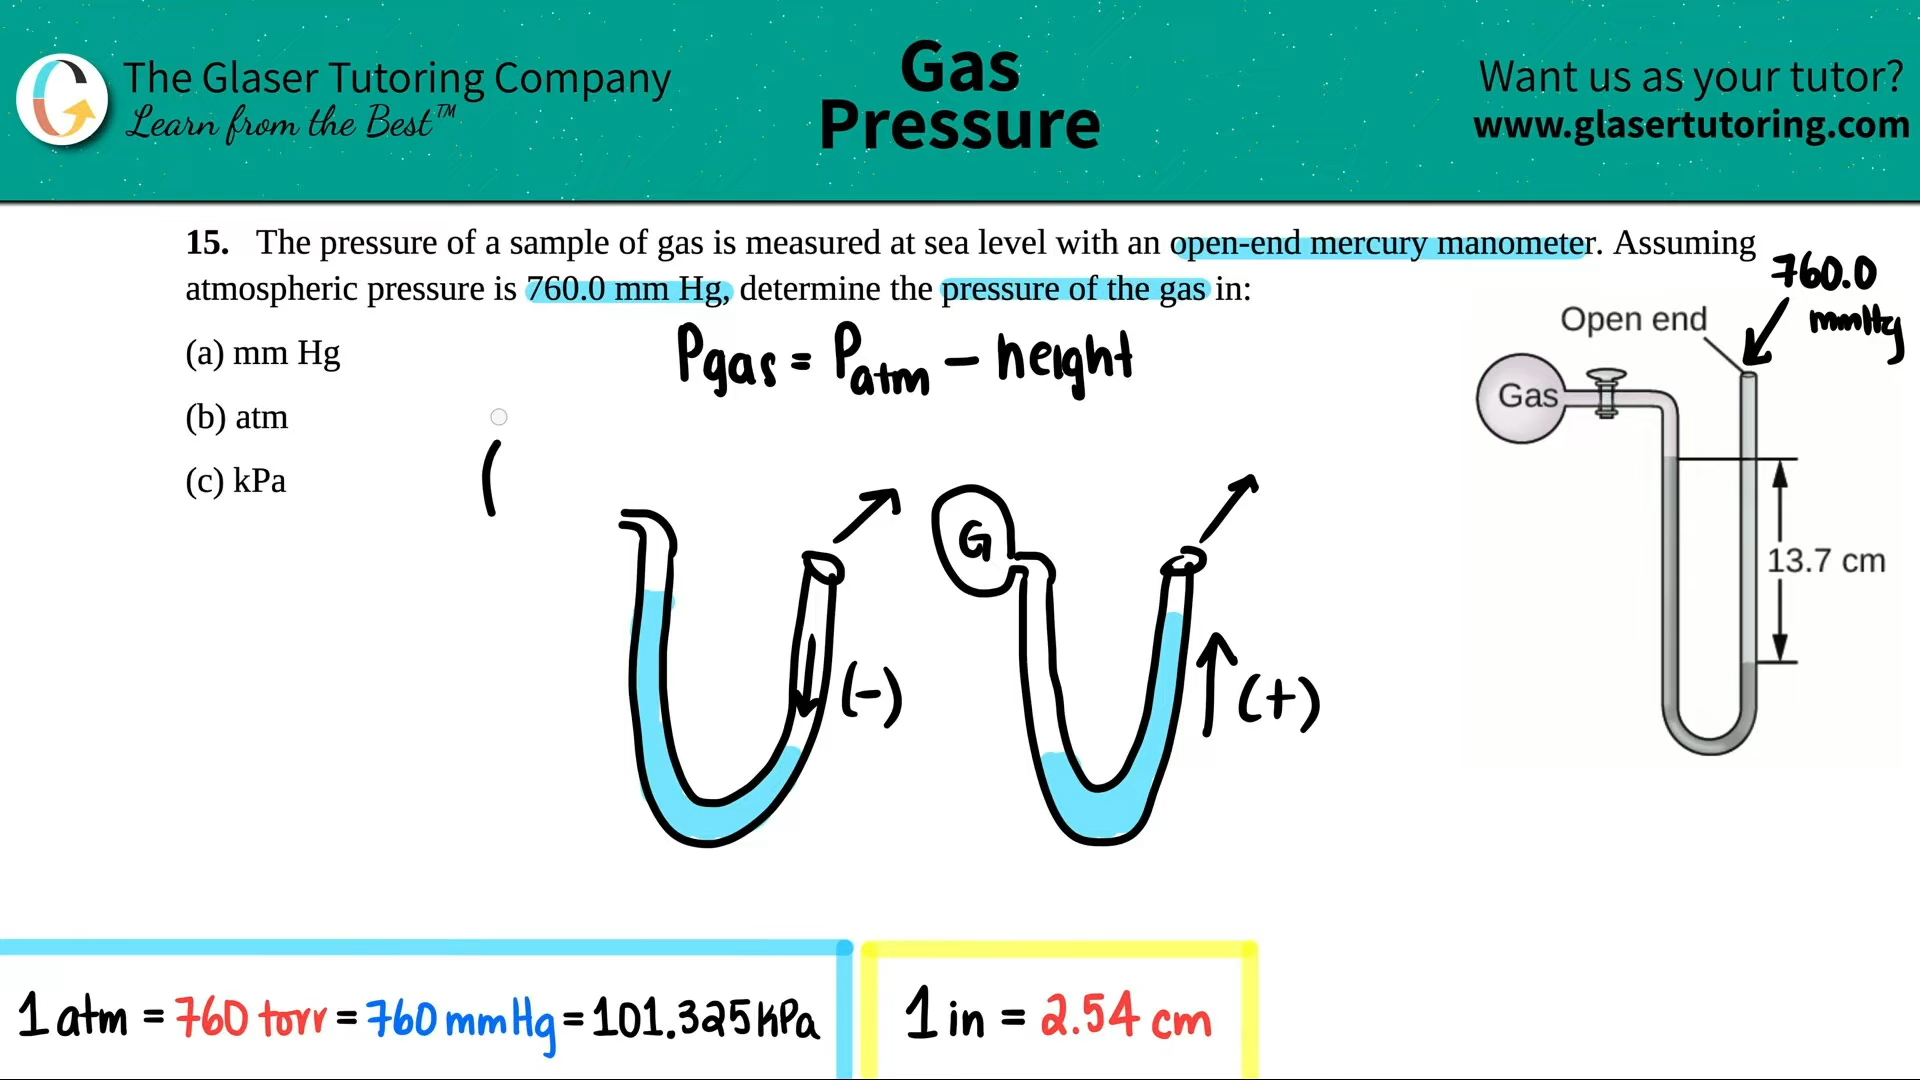 The Glaser Tutoring Company
Learn from the Best™
Gas
Pressure
Want us as your tutor?
www.glasertutoring.com
15. The pressure of a sample of gas is measured at sea level with an open-end mercury manometer. Assuming
atmospheric pressure is 760.0 mm Hg, determine the pressure of the gas in:
(a) mm Hg
(b) atm
(c) kPa
Pgas = Patm - height
(
760.0
mmHg
Open end
Gas
13.7 cm
(-)
G
(+)
1 atm = 760 torr = 760 mmHg = 101.325 kPa
1 in = 2.54 cm